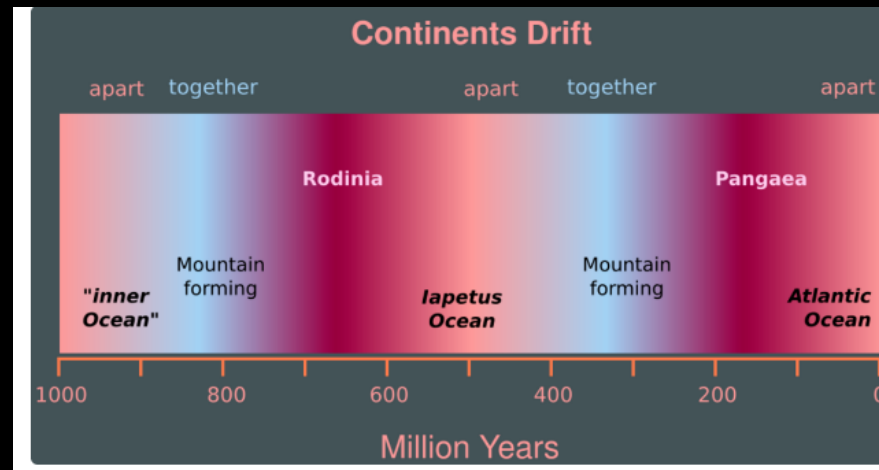 Continents Drift
apart together apart together apart
Rodinia Pangaea
Mountain Mountain
forming forming
"inner Iapetus Atlantic
Ocean" Ocean Ocean
1000 800 600 400 200 0
Million Years